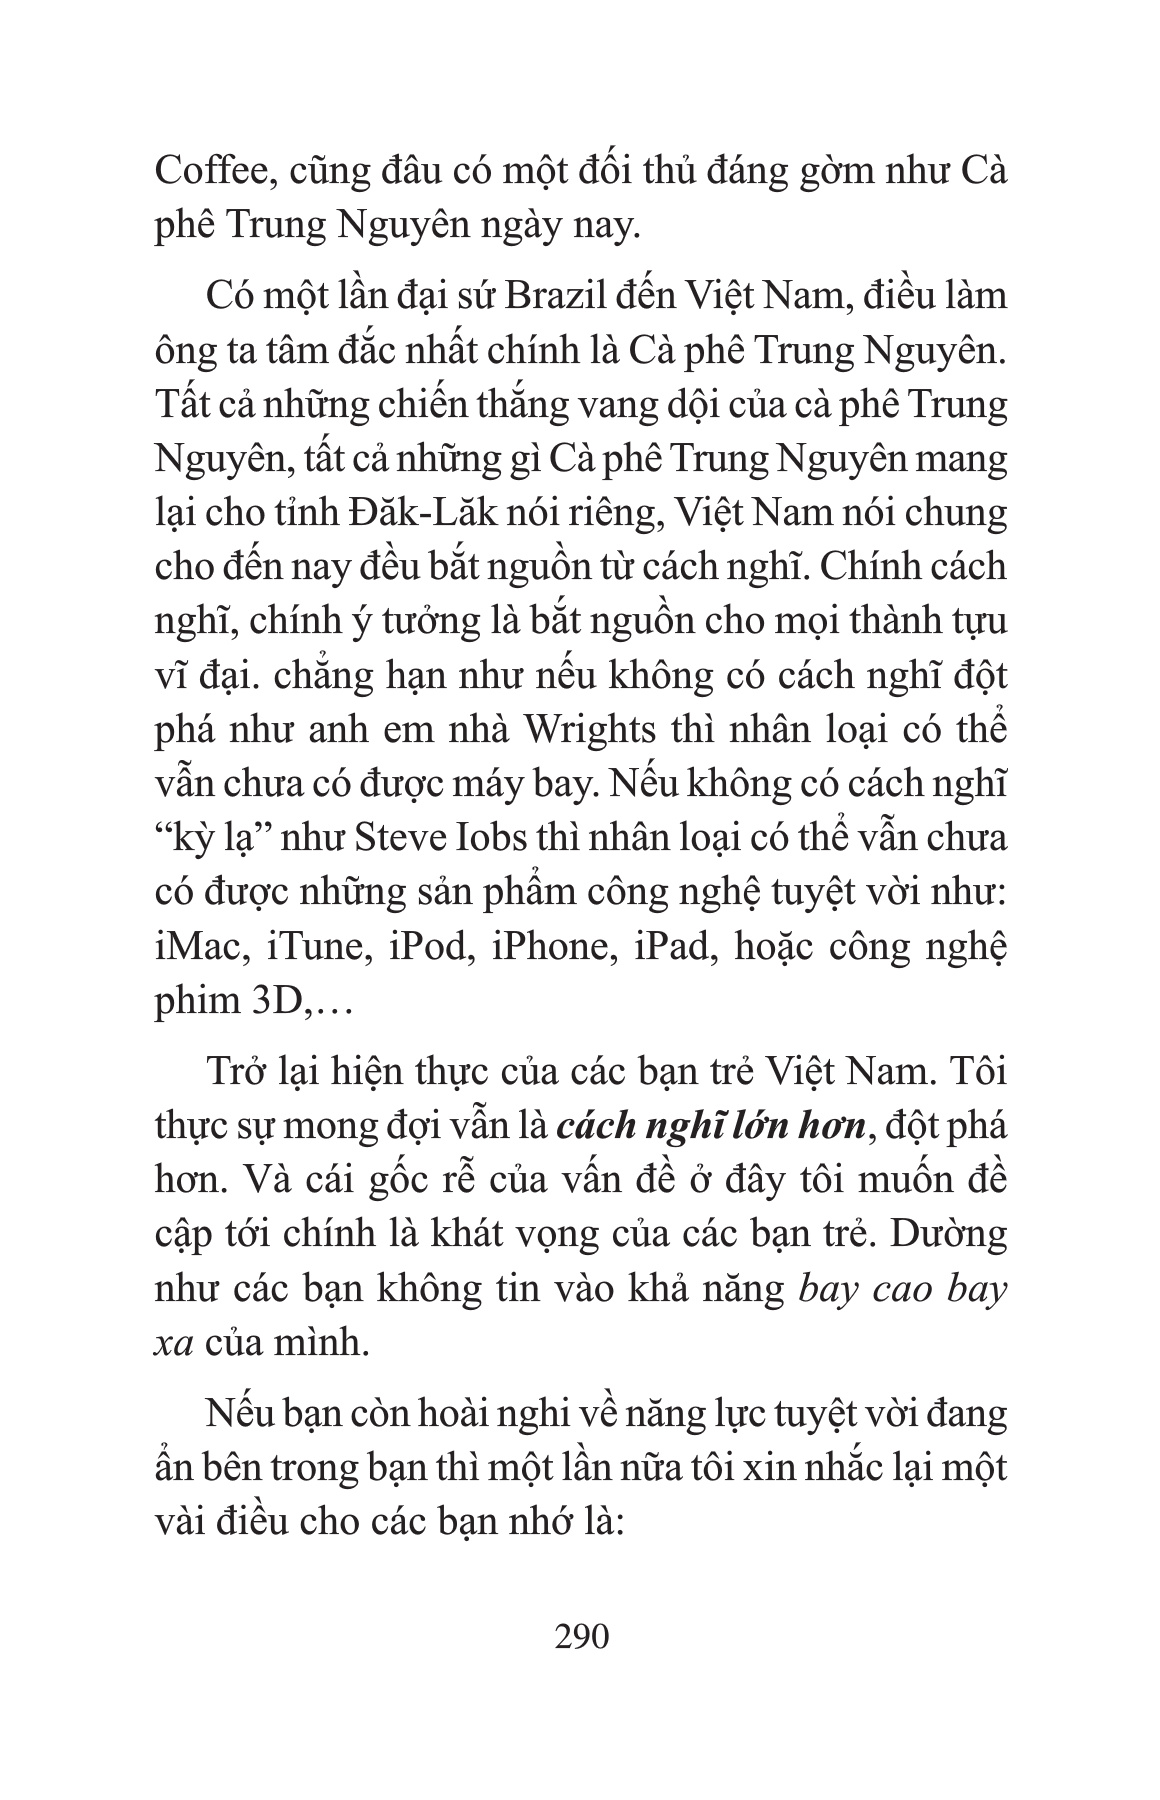 Coffee, cũng đâu có một đối thủ đáng gờm như Cà
phê Trung Nguyên ngày nay.
Có một lần đại sứ Brazil đến Việt Nam, điều làm
ông ta tâm đắc nhất chính là Cà phê Trung Nguyên.
Tất cả những chiến thắng vang dội của cà phê Trung
Nguyên, tất cả những gì Cà phê Trung Nguyên mang
lại cho tỉnh Đăk-Lăk nói riêng, Việt Nam nói chung
cho đến nay đều bắt nguồn từ cách nghĩ. Chính cách
nghĩ, chính ý tưởng là bắt nguồn cho mọi thành tựu
vĩ đại. chẳng hạn như nếu không có cách nghĩ đột
phá như anh em nhà Wrights thì nhân loại có thể
vẫn chưa có được máy bay. Nếu không có cách nghĩ
“kỳ lạ” như Steve Iobs thì nhân loại có thể vẫn chưa
có được những sản phẩm công nghệ tuyệt vời như:
iMac, iTune, iPod, iPhone, iPad, hoặc công nghệ
phim 3D,…
Trở lại hiện thực của các bạn trẻ Việt Nam. Tôi
thực sự mong đợi vẫn là cách nghĩ lớn hơn, đột phá
hơn. Và cái gốc rễ của vấn đề ở đây tôi muốn đề
cập tới chính là khát vọng của các bạn trẻ. Dường
như các bạn không tin vào khả năng bay cao bay
xa của mình.
Nếu bạn còn hoài nghi về năng lực tuyệt vời đang
ẩn bên trong bạn thì một lần nữa tôi xin nhắc lại một
vài điều cho các bạn nhớ là:
290